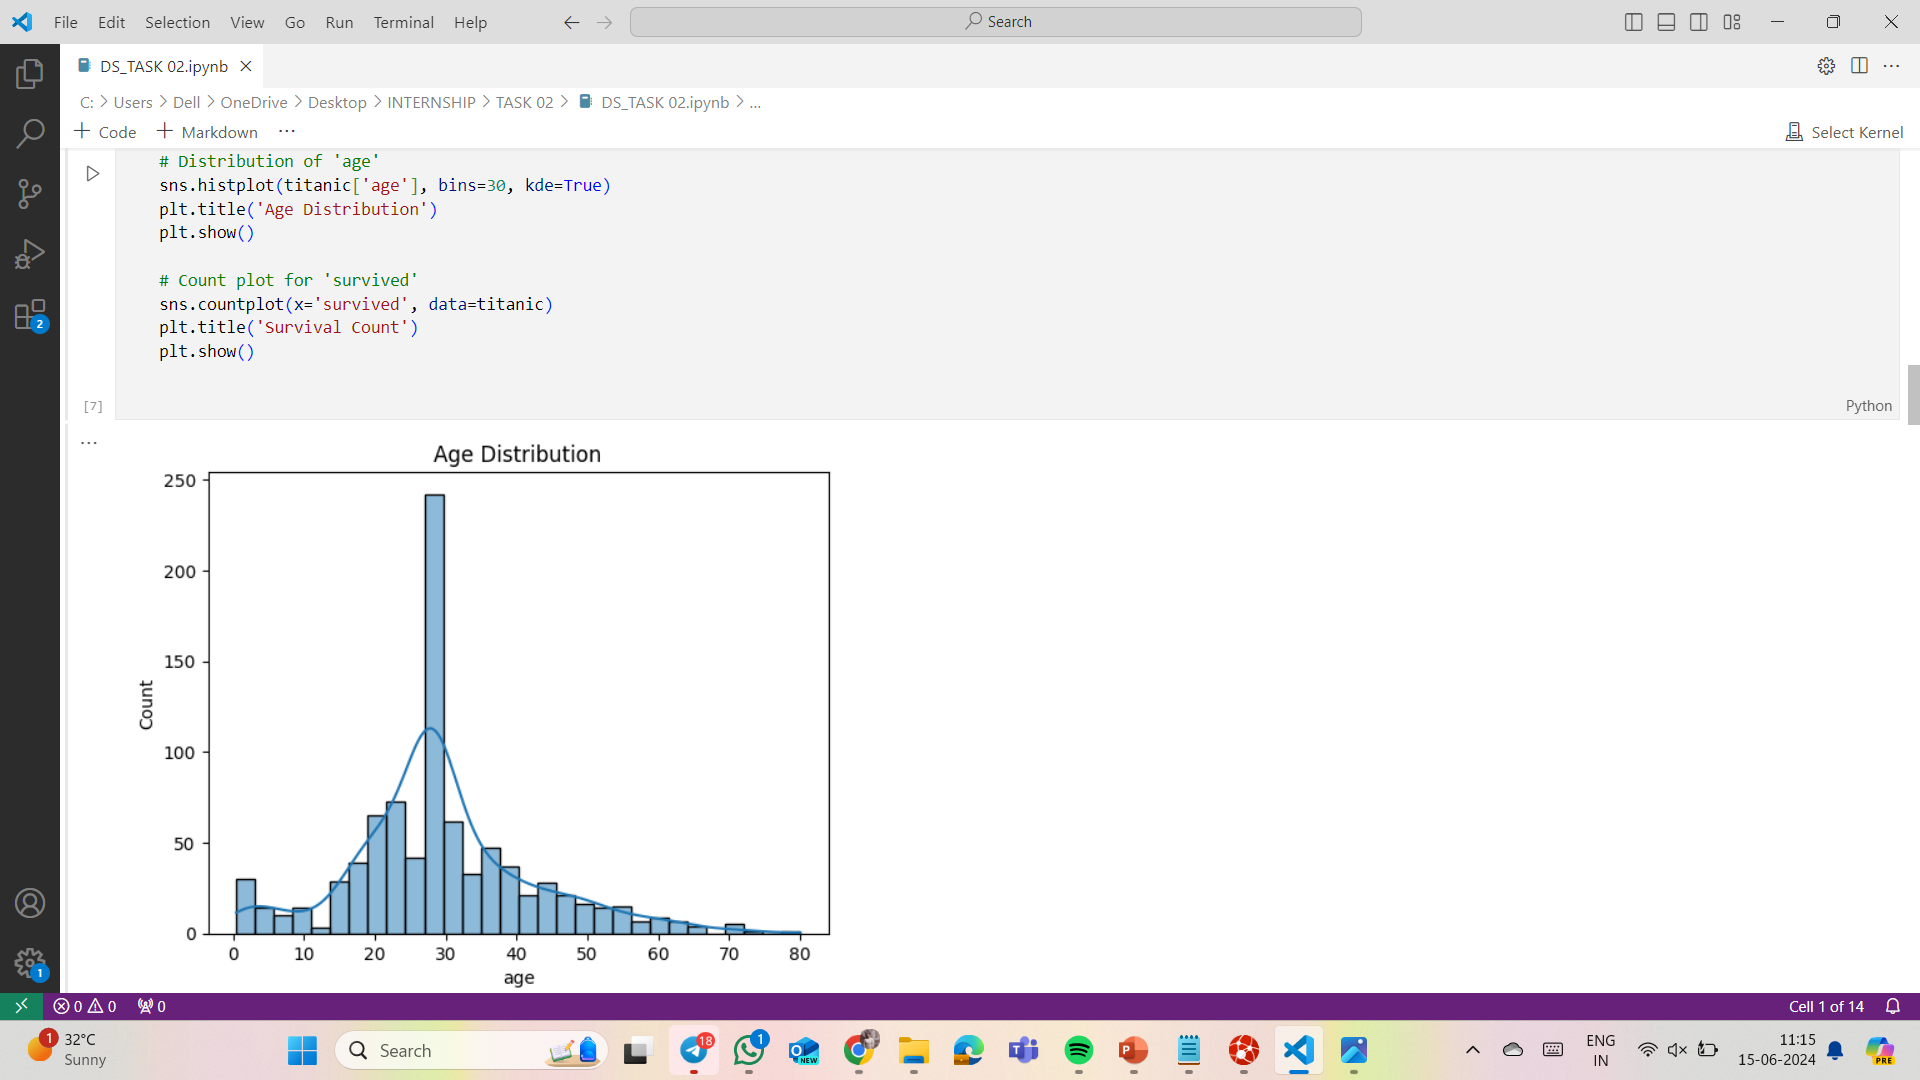 File Edit Selection View Go Run Terminal Help Search
DS_TASK 02.ipynb
C: Users Dell OneDrive Desktop INTERNSHIP TASK 02 DS_TASK 02.ipynb ...
+ Code + Markdown ... Select Kernel
# Distribution of 'age'
sns.histplot(titanic['age'], bins=30, kde=True)
plt.title('Age Distribution')
plt.show()
# Count plot for 'survived'
sns.countplot(x='survived', data=titanic)
plt.title('Survival Count')
plt.show()
[7] Python
2
...
Age Distribution
250
200
150
100
50
0
Count
0 10 20 30 40 50 60 70 80
age
1
0 0 0 Cell 1 of 14
1 32°C
Sunny
Search
NEW
18
1
ENG
IN
11:15
15-06-2024
PRE